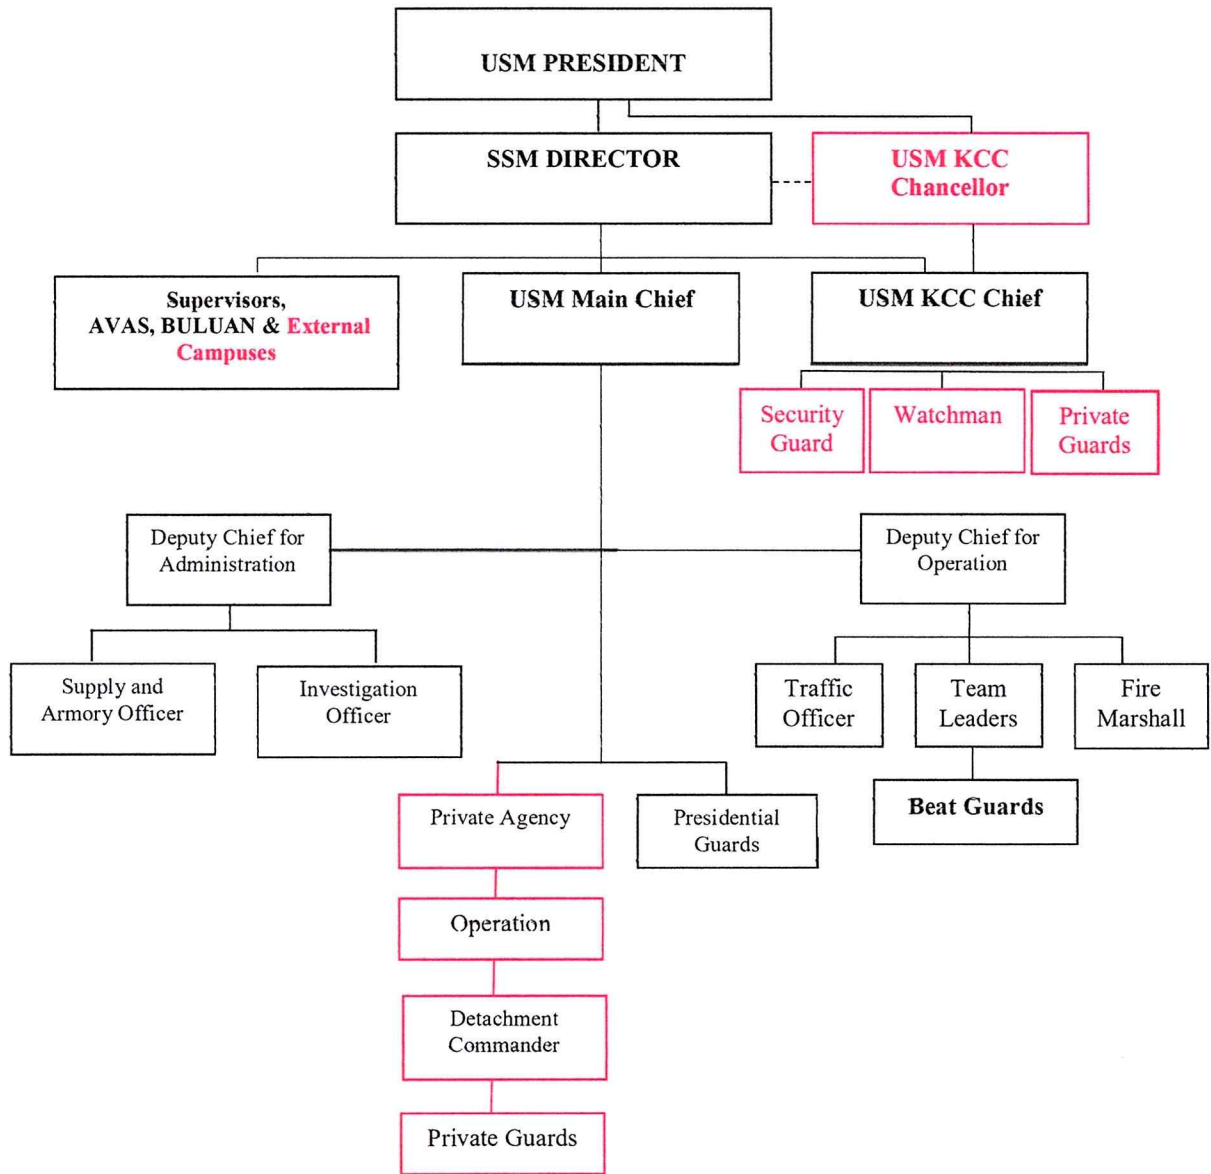 USM PRESIDENT
SSM DIRECTOR
USM KCC
Chancellor
Supervisors,
AVAS, BULUAN & External
Campuses
USM Main Chief
USM KCC Chief
Security
Guard
Watchman
Private
Guards
Deputy Chief for
Administration
Deputy Chief for
Operation
Supply and
Armory Officer
Investigation
Officer
Traffic
Officer
Team
Leaders
Fire
Marshall
Beat Guards
Private Agency
Presidential
Guards
Operation
Detachment
Commander
Private Guards